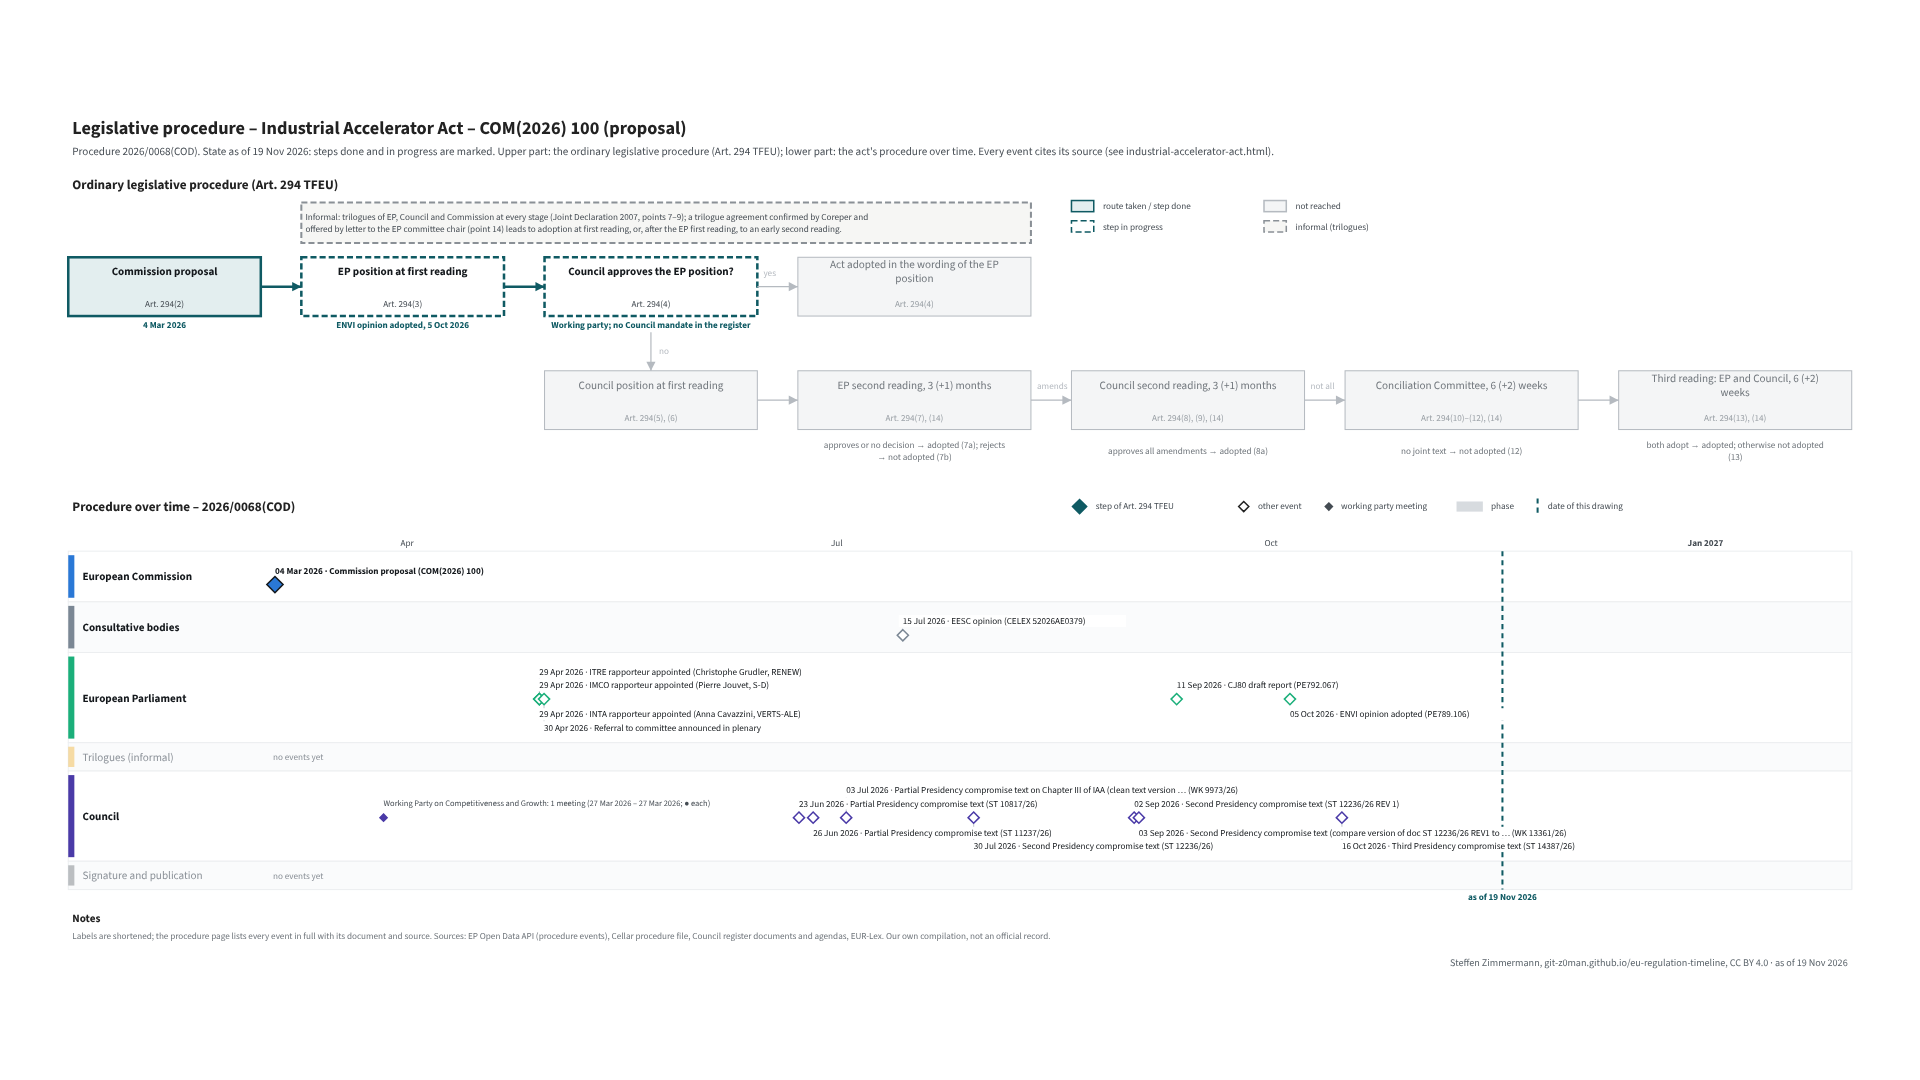 Legislative procedure – Industrial Accelerator Act – COM(2026) 100 (proposal)
Procedure 2026/0068(COD). State as of 19 Nov 2026: steps done and in progress are marked. Upper part: the ordinary legislative procedure (Art. 294 TFEU); lower part: the act's procedure over time. Every event cites its source (see industrial-accelerator-act.html).
Ordinary legislative procedure (Art. 294 TFEU)
Informal: trilogues of EP, Council and Commission at every stage (Joint Declaration 2007, points 7–9); a trilogue agreement confirmed by Coreper and
offered by letter to the EP committee chair (point 14) leads to adoption at first reading, or, after the EP first reading, to an early second reading.
route taken / step done
not reached
step in progress
informal (trilogues)
Commission proposal
Art. 294(2)
4 Mar 2026
EP position at first reading
Art. 294(3)
ENVI opinion adopted, 5 Oct 2026
Council approves the EP position?
Art. 294(4)
Working party; no Council mandate in the register
yes
Act adopted in the wording of the EP
position
Art. 294(4)
no
Council position at first reading
Art. 294(5), (6)
EP second reading, 3 (+1) months
Art. 294(7), (14)
approves or no decision → adopted (7a); rejects
→ not adopted (7b)
amends
Council second reading, 3 (+1) months
Art. 294(8), (9), (14)
approves all amendments → adopted (8a)
not all
Conciliation Committee, 6 (+2) weeks
Art. 294(10)–(12), (14)
no joint text → not adopted (12)
Third reading: EP and Council, 6 (+2)
weeks
Art. 294(13), (14)
both adopt → adopted; otherwise not adopted
(13)
Procedure over time – 2026/0068(COD)
step of Art. 294 TFEU
other event
working party meeting
phase
date of this drawing
Apr
Jul
Oct
Jan 2027
European Commission
04 Mar 2026 · Commission proposal (COM(2026) 100)
Consultative bodies
15 Jul 2026 · EESC opinion (CELEX 52026AE0379)
European Parliament
29 Apr 2026 · ITRE rapporteur appointed (Christophe Grudler, RENEW)
29 Apr 2026 · IMCO rapporteur appointed (Pierre Jouvet, S-D)
29 Apr 2026 · INTA rapporteur appointed (Anna Cavazzini, VERTS-ALE)
30 Apr 2026 · Referral to committee announced in plenary
11 Sep 2026 · CJ80 draft report (PE792.067)
05 Oct 2026 · ENVI opinion adopted (PE789.106)
Trilogues (informal)
no events yet
Council
Working Party on Competitiveness and Growth: 1 meeting (27 Mar 2026 – 27 Mar 2026; ● each)
03 Jul 2026 · Partial Presidency compromise text on Chapter III of IAA (clean text version … (WK 9973/26)
23 Jun 2026 · Partial Presidency compromise text (ST 10817/26)
02 Sep 2026 · Second Presidency compromise text (ST 12236/26 REV 1)
26 Jun 2026 · Partial Presidency compromise text (ST 11237/26)
03 Sep 2026 · Second Presidency compromise text (compare version of doc ST 12236/26 REV1 to … (WK 13361/26)
30 Jul 2026 · Second Presidency compromise text (ST 12236/26)
16 Oct 2026 · Third Presidency compromise text (ST 14387/26)
Signature and publication
no events yet
as of 19 Nov 2026
Notes
Labels are shortened; the procedure page lists every event in full with its document and source. Sources: EP Open Data API (procedure events), Cellar procedure file, Council register documents and agendas, EUR-Lex. Our own compilation, not an official record.
Steffen Zimmermann, git-z0man.github.io/eu-regulation-timeline, CC BY 4.0 · as of 19 Nov 2026